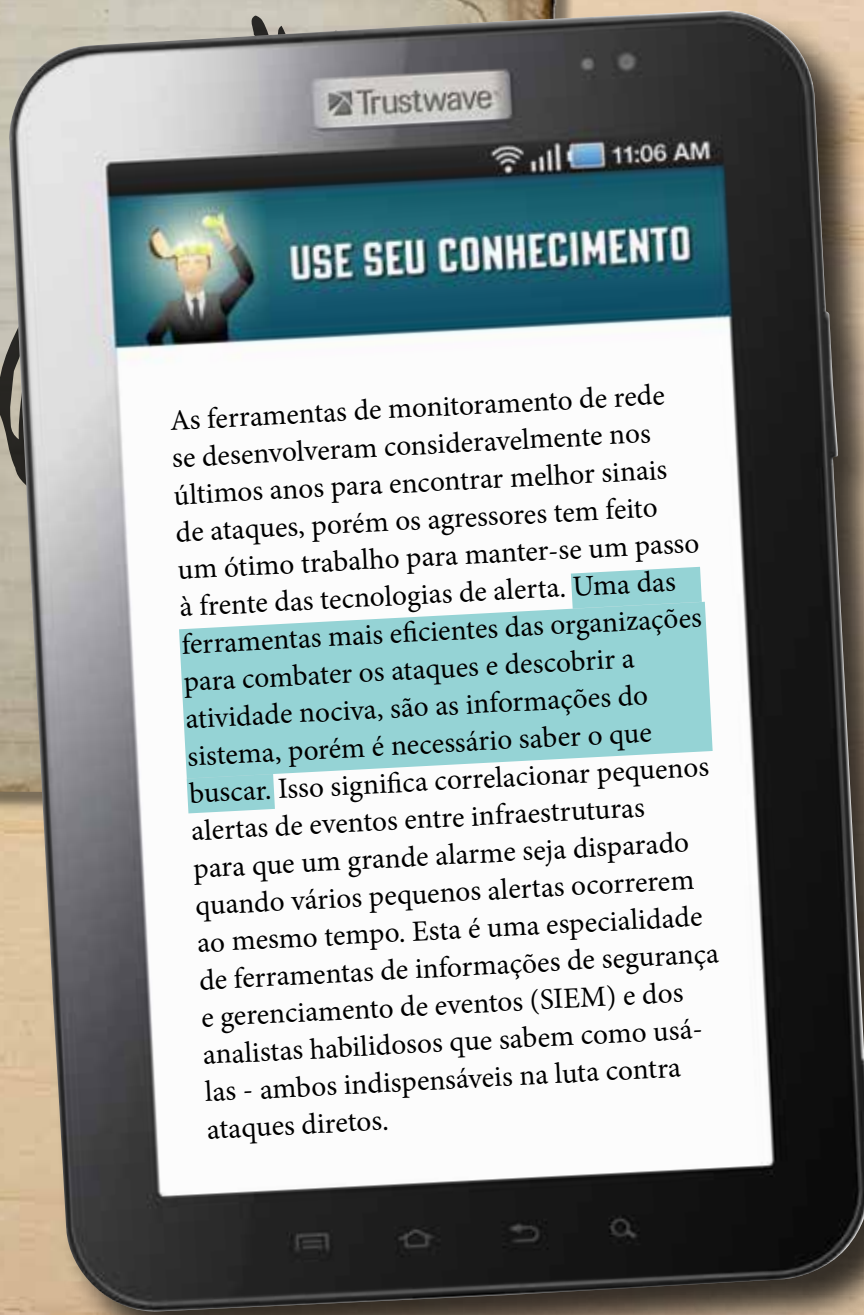 Trustwave
11:06 AM
USE SEU CONHECIMENTO
As ferramentas de monitoramento de rede
se desenvolveram consideravelmente nos
últimos anos para encontrar melhor sinais
de ataques, porém os agressores tem feito
um ótimo trabalho para manter-se um passo
à frente das tecnologias de alerta. Uma das
ferramentas mais eficientes das organizações
para combater os ataques e descobrir a
atividade nociva, são as informações do
sistema, porém é necessário saber o que
buscar. Isso significa correlacionar pequenos
alertas de eventos entre infraestruturas
para que um grande alarme seja disparado
quando vários pequenos alertas ocorrerem
ao mesmo tempo. Esta é uma especialidade
de ferramentas de informações de segurança
e gerenciamento de eventos (SIEM) e dos
analistas habilidosos que sabem como usá-
las - ambos indispensáveis na luta contra
ataques diretos.